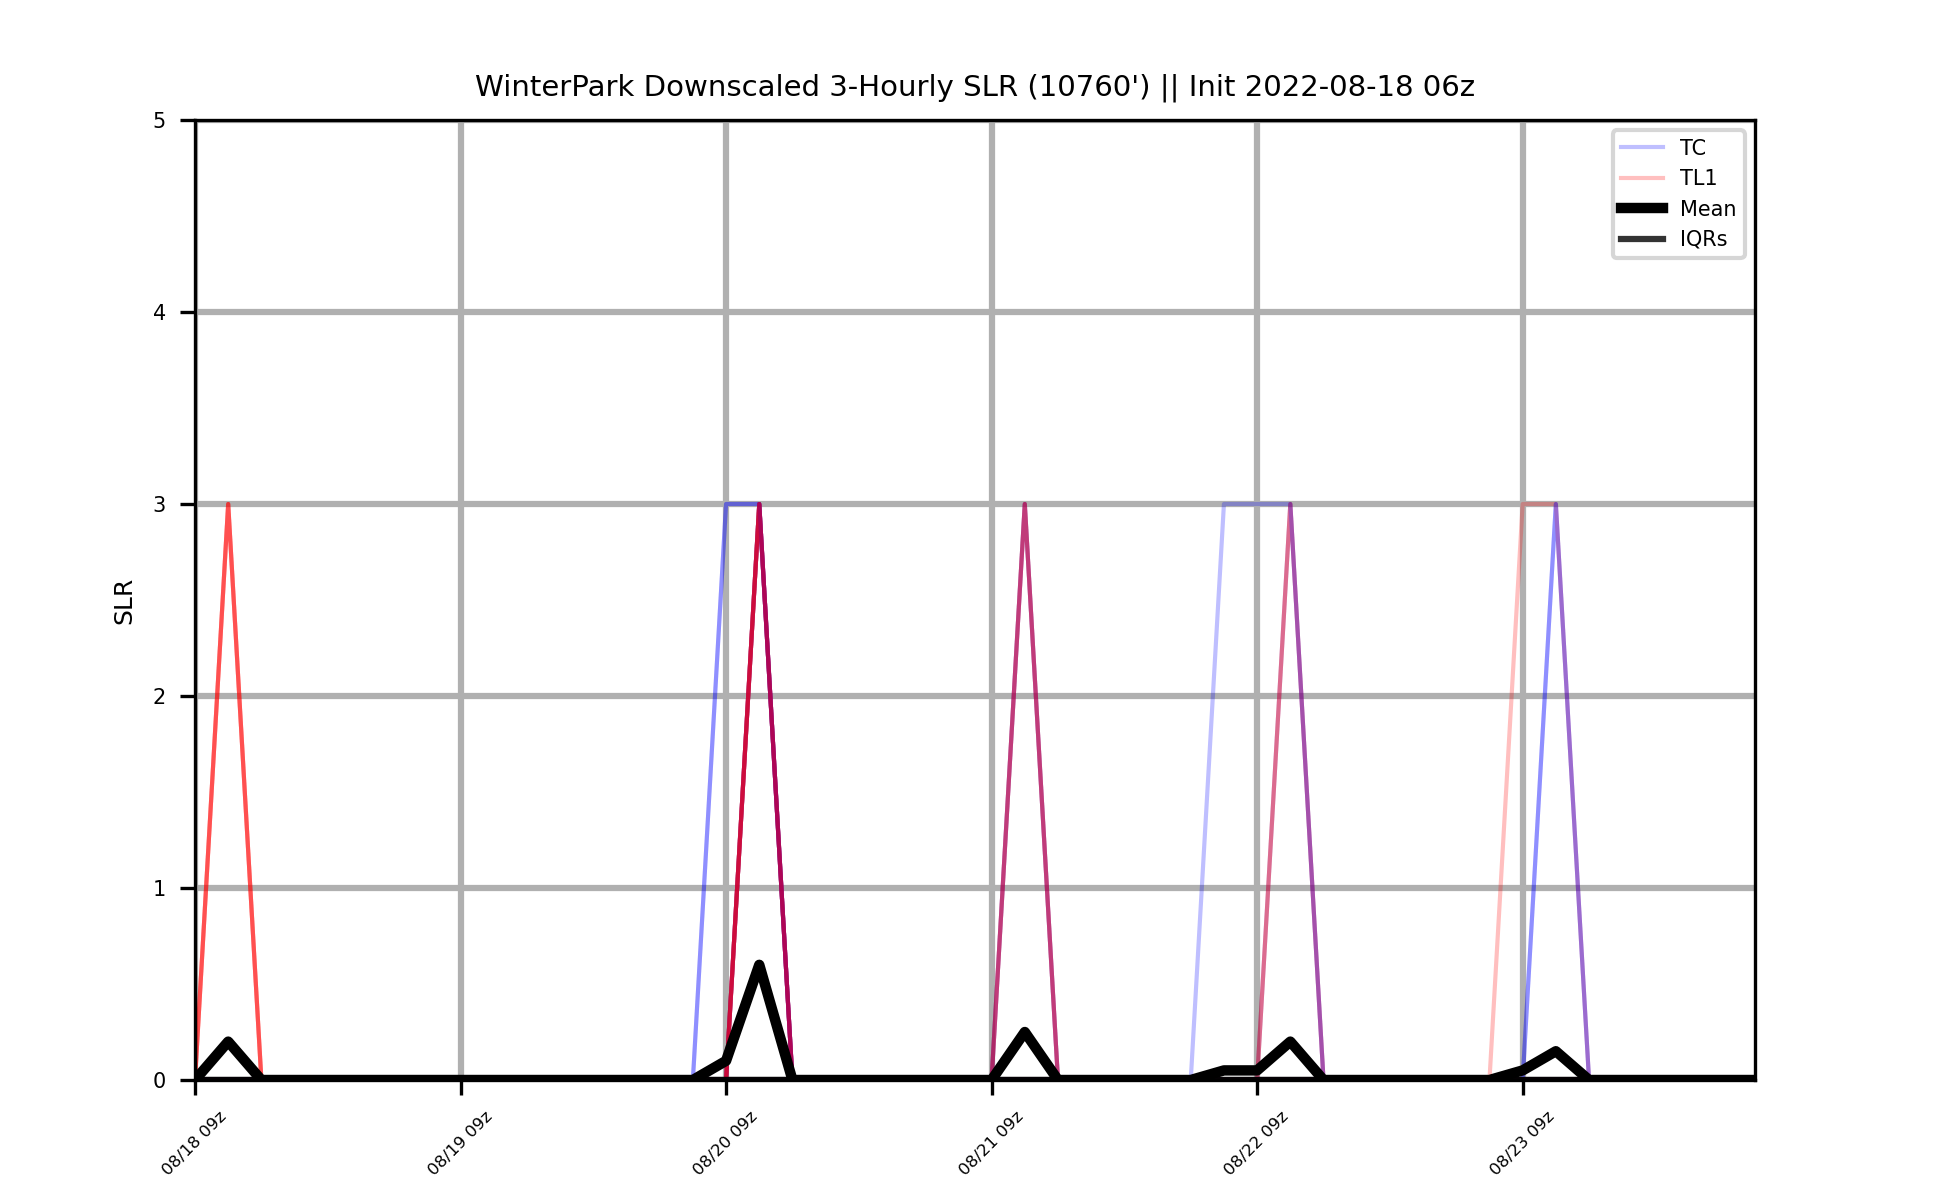 WinterPark Downscaled 3-Hourly SLR (10760') || Init 2022-08-18 06z
5
4
3
2
1
0
SLR
TC
TL1
Mean
IQRs
08/18 09z
08/19 09z
08/20 09z
08/21 09z
08/22 09z
08/23 09z